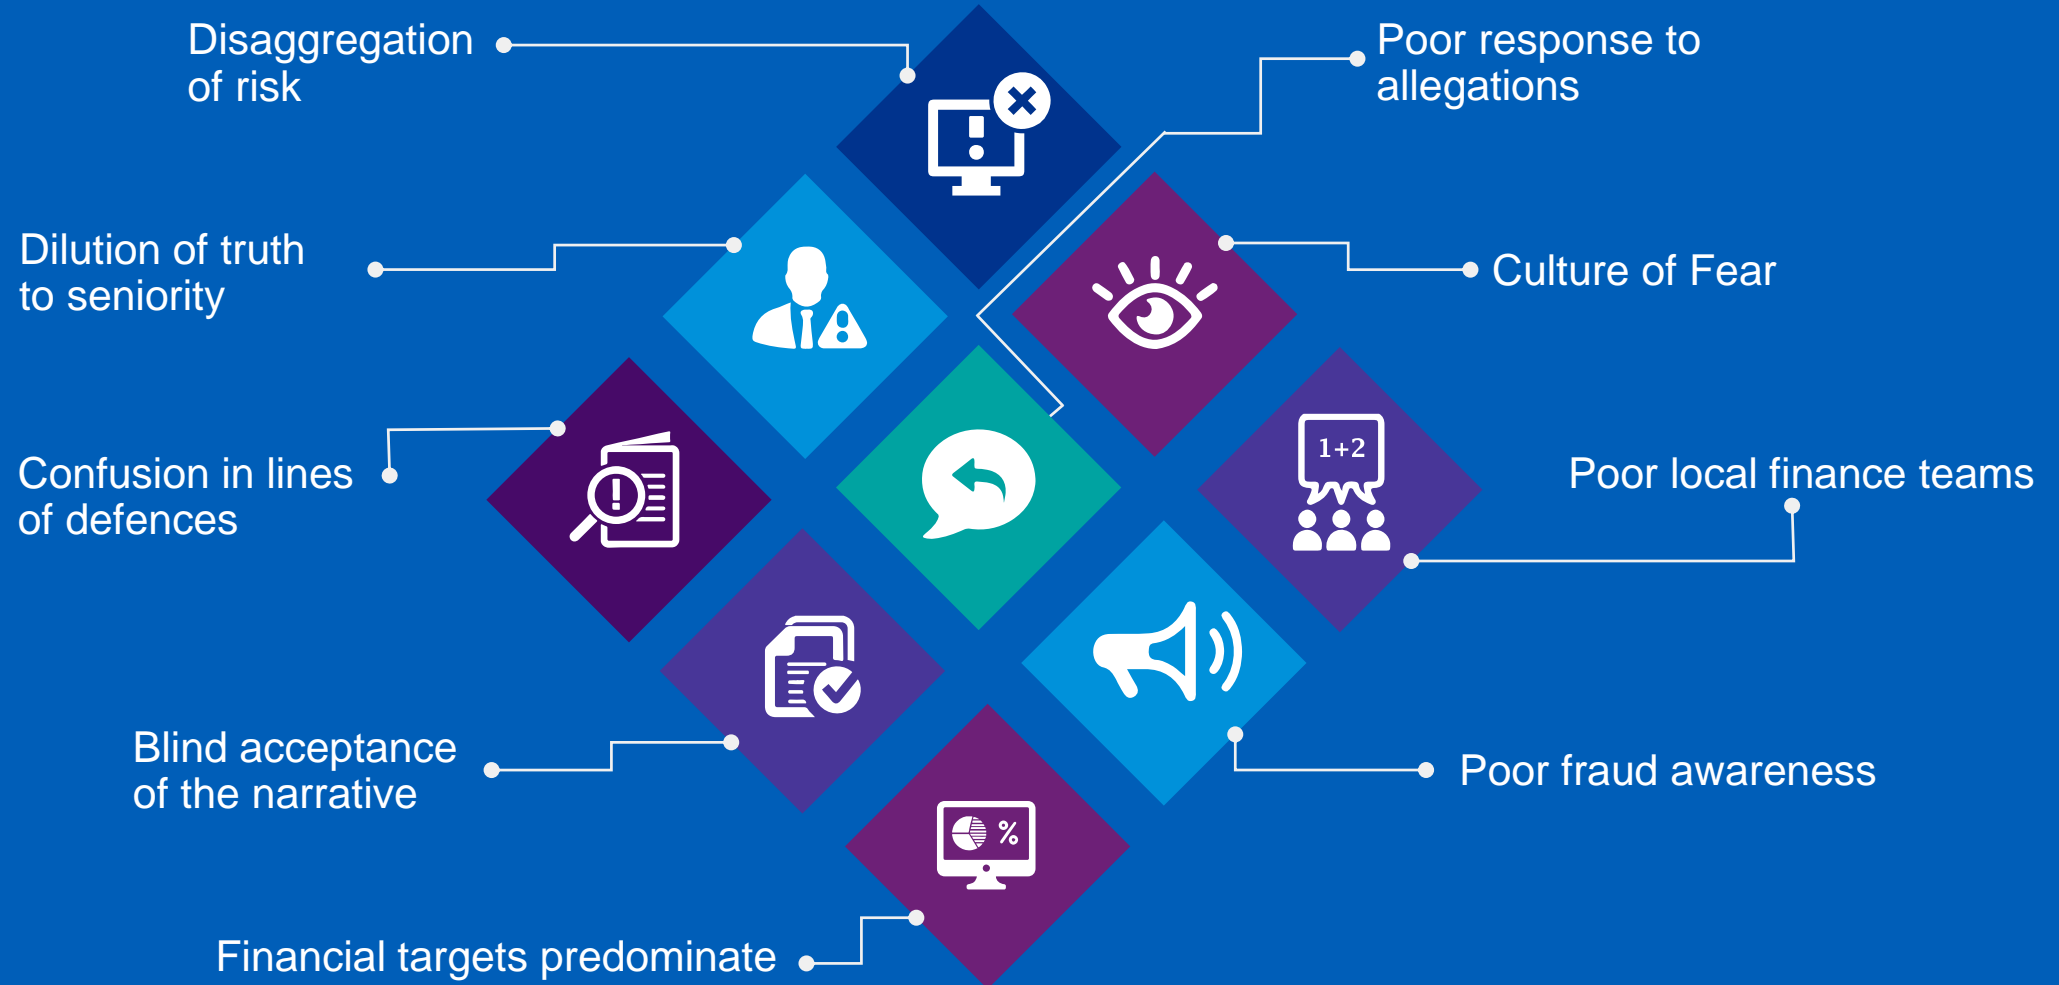 Disaggregation
of risk
Poor response to
allegations
Dilution of truth
to seniority
Culture of Fear
1+2
Confusion in lines
of defences
Poor local finance teams
Blind acceptance
of the narrative
Poor fraud awareness
%
Financial targets predominate